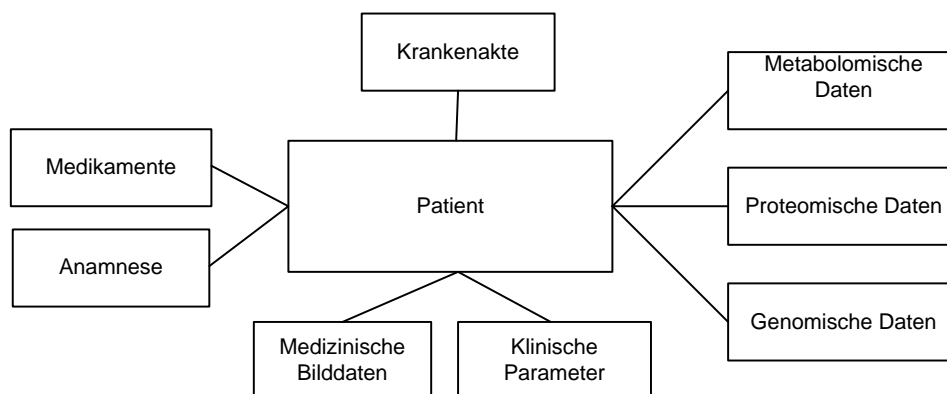 Krankenakte
Metabolomische
Daten
Medikamente
Patient
Proteomische Daten
Anamnese
Genomische Daten
Medizinische
Bilddaten
Klinische
Parameter